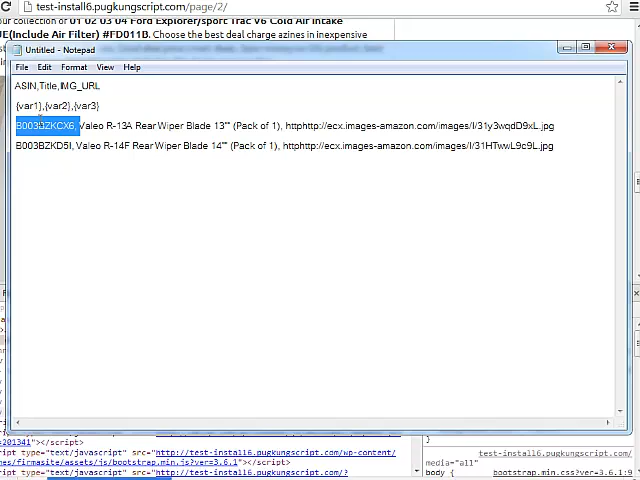 test-install6.pugkungscript.com/page/2/
our collection of 01 02 03 04 Ford Explorer/sport Trac V6 Cold Air Intake
UE(Include Air Filter) #FD011B. Choose the best deal charge azines in inexpensive
Untitled - Notepad
File Edit Format View Help
ASIN,Title,IMG_URL
{var1},{var2},{var3}
B003BZKCX6, Valeo R-13A Rear Wiper Blade 13"" (Pack of 1), httphttp://ecx.images-amazon.com/images/I/31y3wqdD9xL.jpg
B003BZKD5I, Valeo R-14F Rear Wiper Blade 14"" (Pack of 1), httphttp://ecx.images-amazon.com/images/I/31HTwwL9c9L.jpg
201341"></script>
cript type="text/javascript" src="http://test-install6.pugkungscript.com/wp-content/
mes/firmasite/assets/js/bootstrap.min.js?ver=3.6.1"></script>
cript type="text/javascript" src="http://test-install6.pugkungscript.com/?
}
test-install6.pugkungscript.com/
media="all"
body {
bootstrap.min.css?ver=3.6.1:9